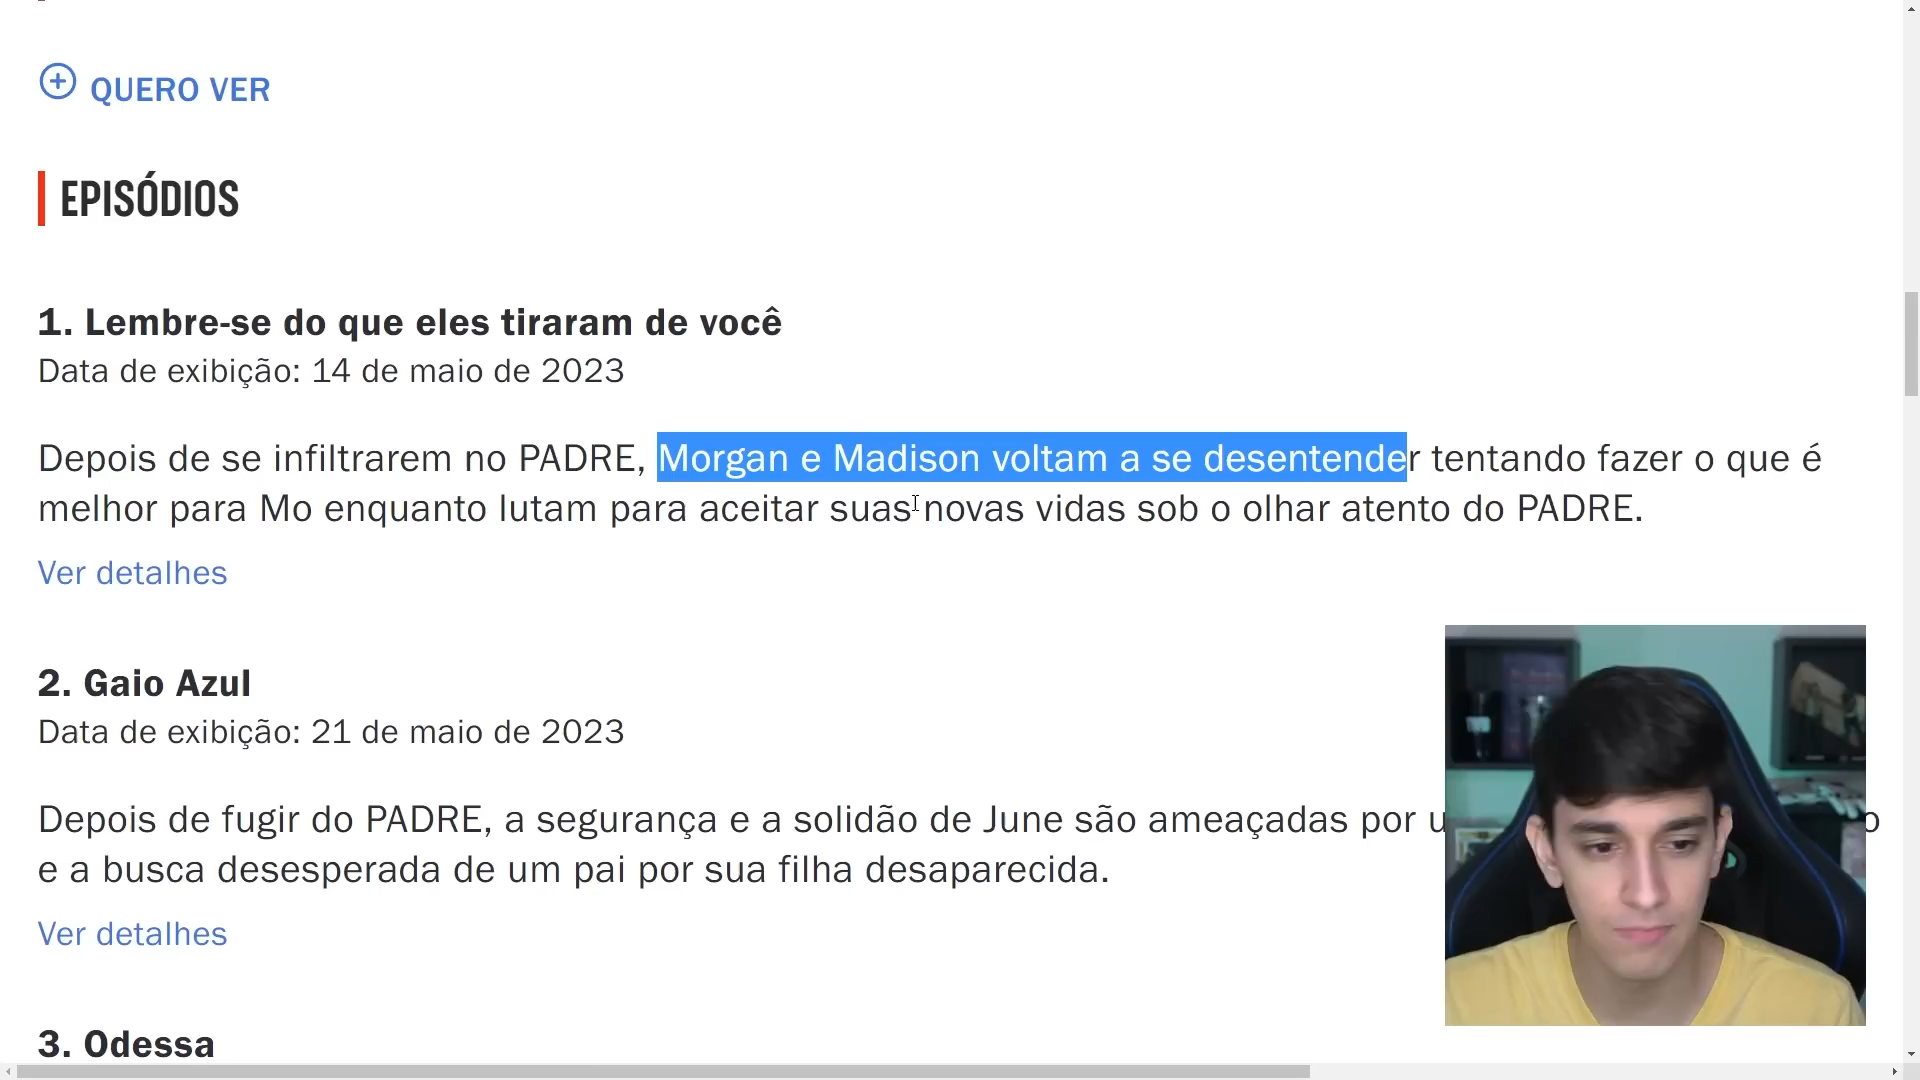 QUERO VER
EPISÓDIOS
1. Lembre-se do que eles tiraram de você
Data de exibição: 14 de maio de 2023
Depois de se infiltrarem no PADRE, Morgan e Madison voltam a se desentender tentando fazer o que é
melhor para Mo enquanto lutam para aceitar suas novas vidas sob o olhar atento do PADRE.
Ver detalhes
2. Gaio Azul
Data de exibição: 21 de maio de 2023
Depois de fugir do PADRE, a segurança e a solidão de June são ameaçadas por
e a busca desesperada de um pai por sua filha desaparecida.
Ver detalhes
3. Odessa